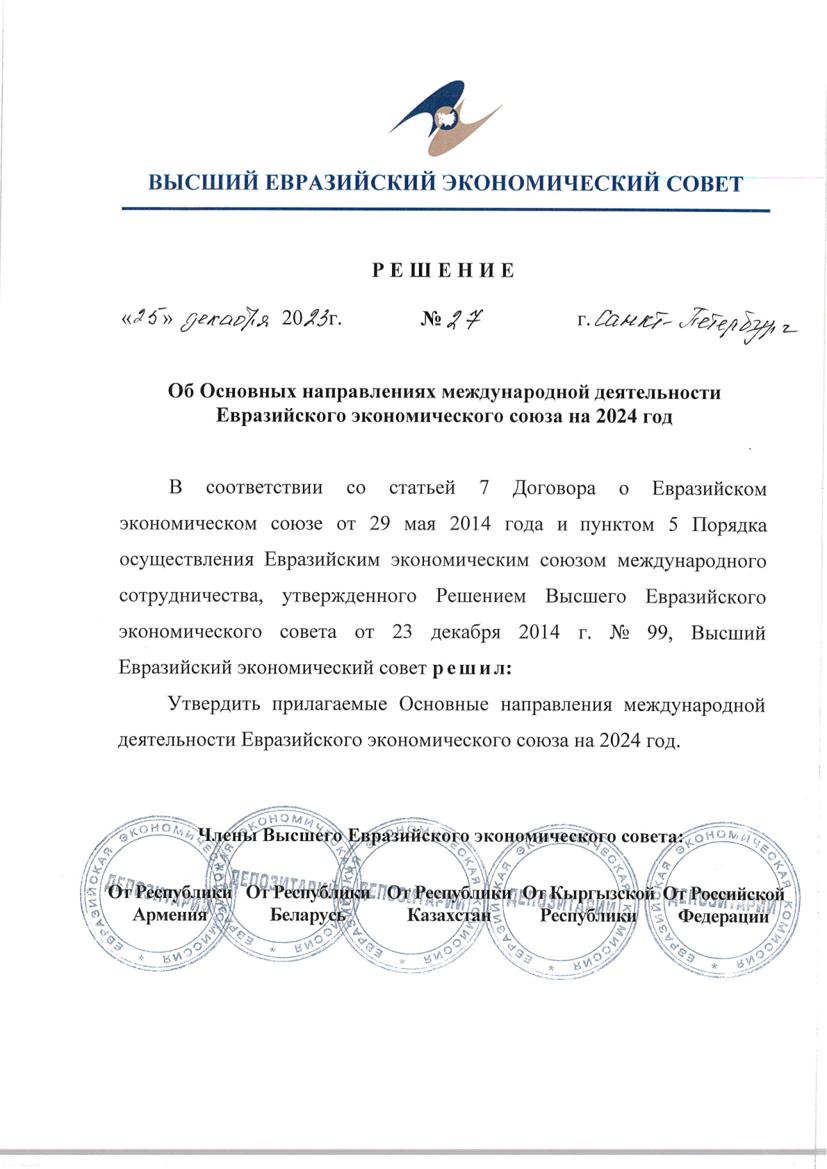 ВЫСШИЙ ЕВРАЗИЙСКИЙ ЭКОНОМИЧЕСКИЙ СОВЕТ
РЕШЕНИЕ
«25» декабря 2023г. № 27 г. Санкт-Петербург
Об Основных направлениях международной деятельности
Евразийского экономического союза на 2024 год
В соответствии со статьей 7 Договора о Евразийском
экономическом союзе от 29 мая 2014 года и пунктом 5 Порядка
осуществления Евразийским экономическим союзом международного
сотрудничества, утвержденного Решением Высшего Евразийского
экономического совета от 23 декабря 2014 г. № 99, Высший
Евразийский экономический совет решил:
Утвердить прилагаемые Основные направления международной
деятельности Евразийского экономического союза на 2024 год.
Члены Высшего Евразийского экономического совета:
От Республики От Республики От Республики От Кыргызской От Российской
Армения Беларусь Казахстан Республики Федерации
ЕВРАЗИЙСКАЯ ЭКОНОМИЧЕСКАЯ КОМИССИЯ
ДЕПОЗИТАРИЙ
ЕВРАЗИЙСКАЯ ЭКОНОМИЧЕСКАЯ КОМИССИЯ
ДЕПОЗИТАРИЙ
ЕВРАЗИЙСКАЯ ЭКОНОМИЧЕСКАЯ КОМИССИЯ
ДЕПОЗИТАРИЙ
ЕВРАЗИЙСКАЯ ЭКОНОМИЧЕСКАЯ КОМИССИЯ
ДЕПОЗИТАРИЙ
ЕВРАЗИЙСКАЯ ЭКОНОМИЧЕСКАЯ КОМИССИЯ
ДЕПОЗИТАРИЙ